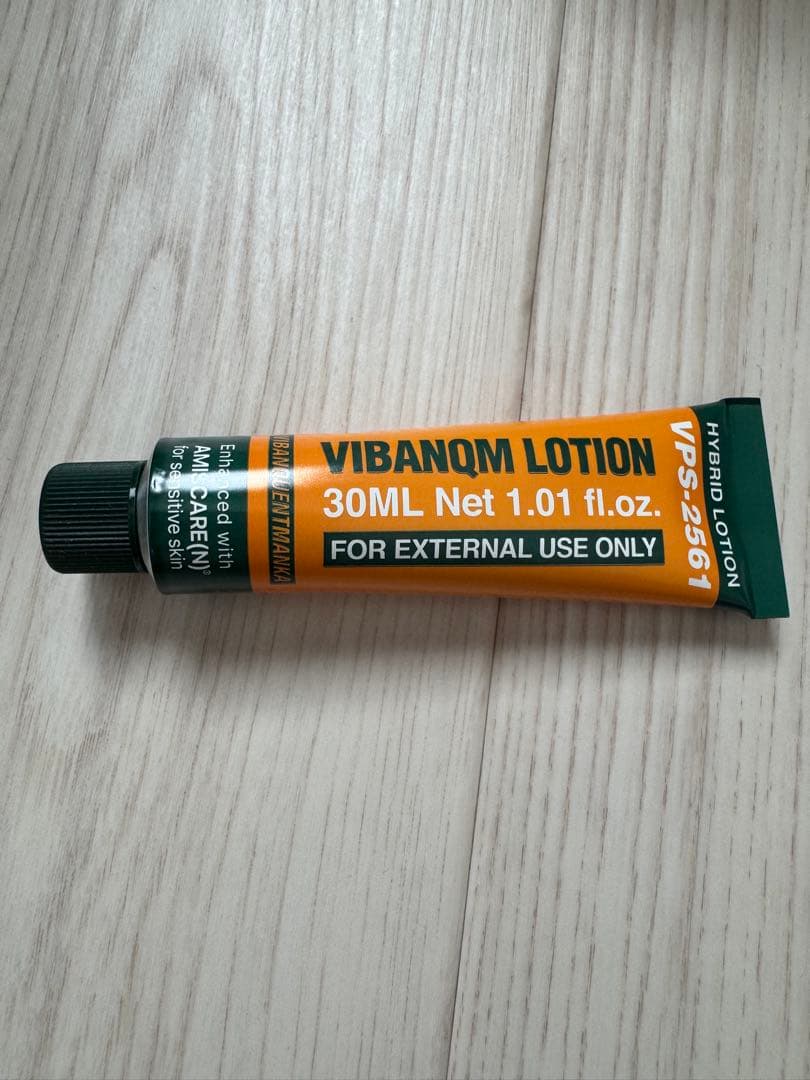 Enhanced with
AMISCARE(N)®
for sensitive skin
VIBANQUENTMANKA
VIBANQM LOTION
30ML Net 1.01 fl.oz.
FOR EXTERNAL USE ONLY
VPS-2561
HYBRID LOTION